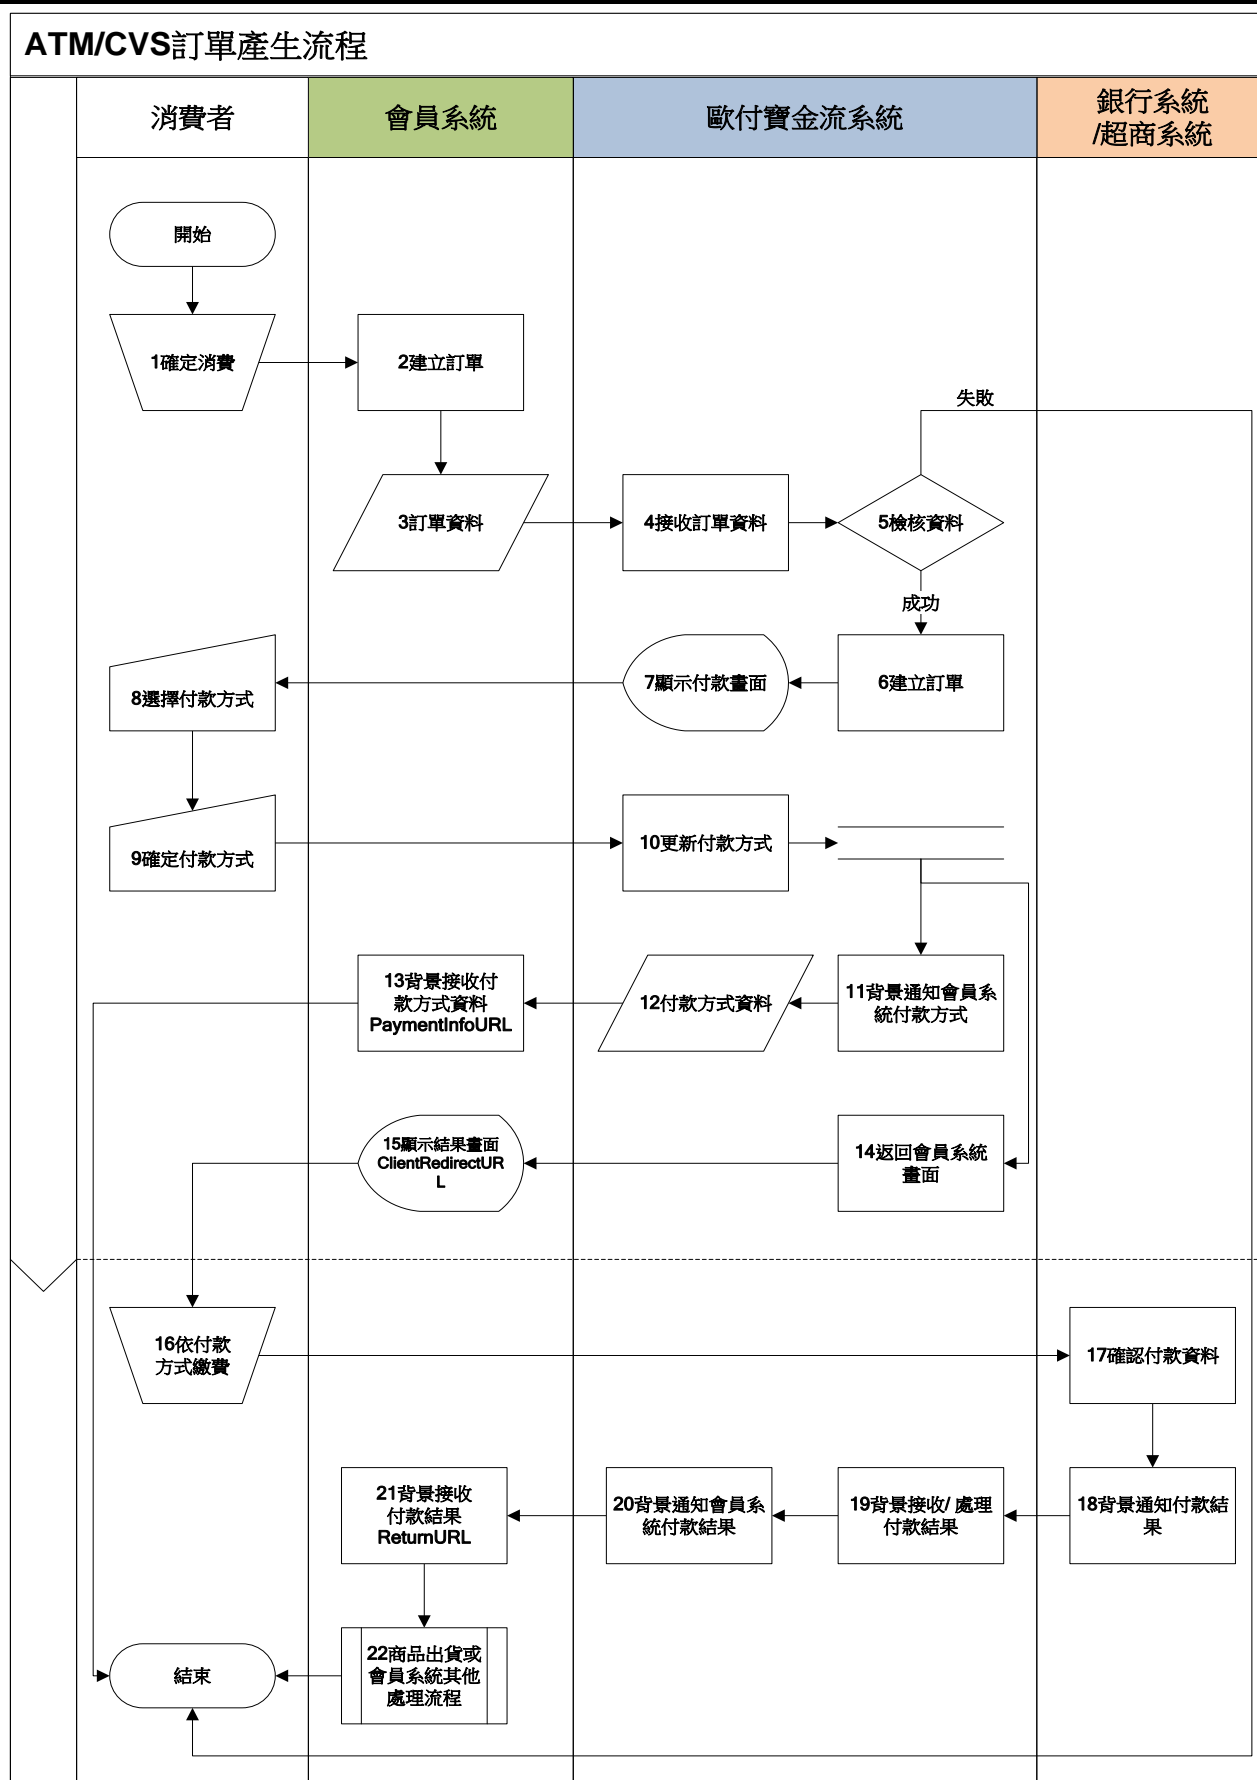 ATM/CVS訂單產生流程
消費者
會員系統
歐付寶金流系統
銀行系統
/超商系統
開始
1確定消費
2建立訂單
失敗
3訂單資料
4接收訂單資料
5檢核資料
成功
8選擇付款方式
7顯示付款畫面
6建立訂單
9確定付款方式
10更新付款方式
13背景接收付
款方式資料
PaymentInfoURL
12付款方式資料
11背景通知會員系
統付款方式
15顯示結果畫面
ClientRedirectUR
L
14返回會員系統
畫面
16依付款
方式繳費
17確認付款資料
21背景接收
付款結果
ReturnURL
20背景通知會員系
統付款結果
19背景接收/ 處理
付款結果
18背景通知付款結
果
結束
22商品出貨或
會員系統其他
處理流程